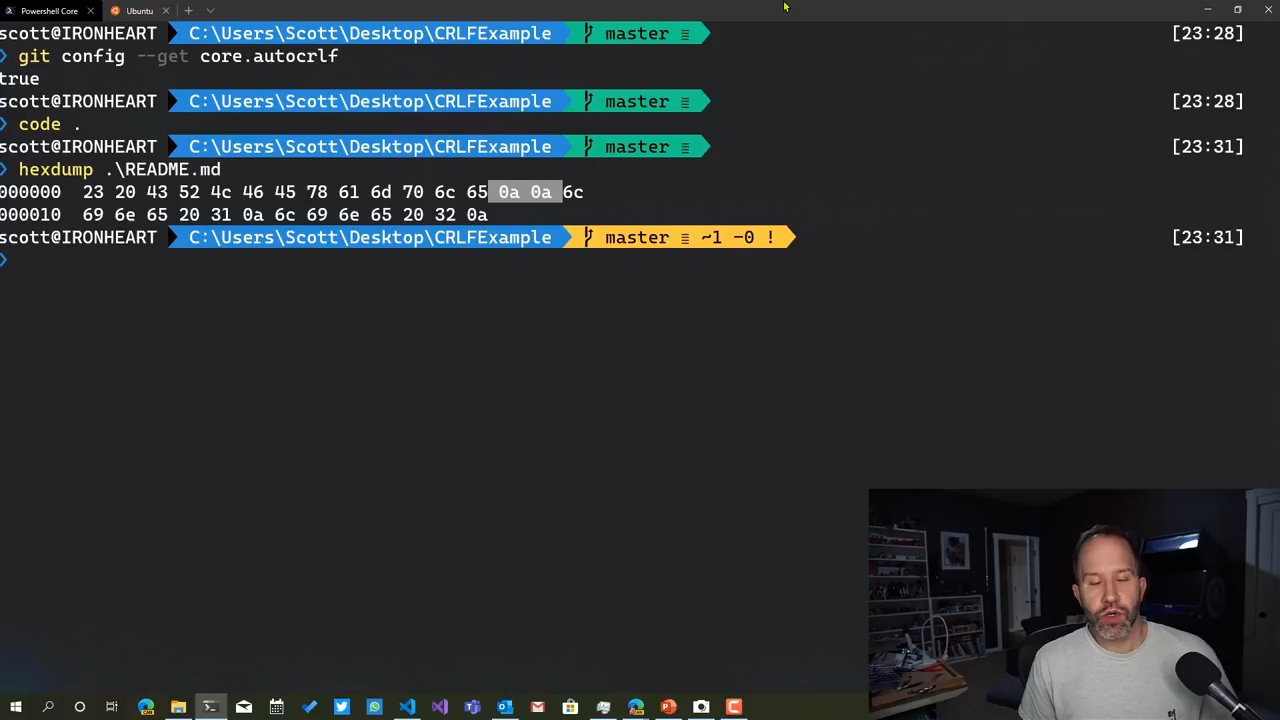 Powershell Core
Ubuntu
scott@IRONHEART C:\Users\Scott\Desktop\CRLFExample master ≡ [23:28]
❯ git config --get core.autocrlf
true
scott@IRONHEART C:\Users\Scott\Desktop\CRLFExample master ≡ [23:28]
❯ code .
scott@IRONHEART C:\Users\Scott\Desktop\CRLFExample master ≡ [23:31]
❯ hexdump .\README.md
000000 23 20 43 52 4c 46 45 78 61 6d 70 6c 65 0a 0a 6c
000010 69 6e 65 20 31 0a 6c 69 6e 65 20 32 0a
scott@IRONHEART C:\Users\Scott\Desktop\CRLFExample master ≡ ~1 -0 ! [23:31]
❯